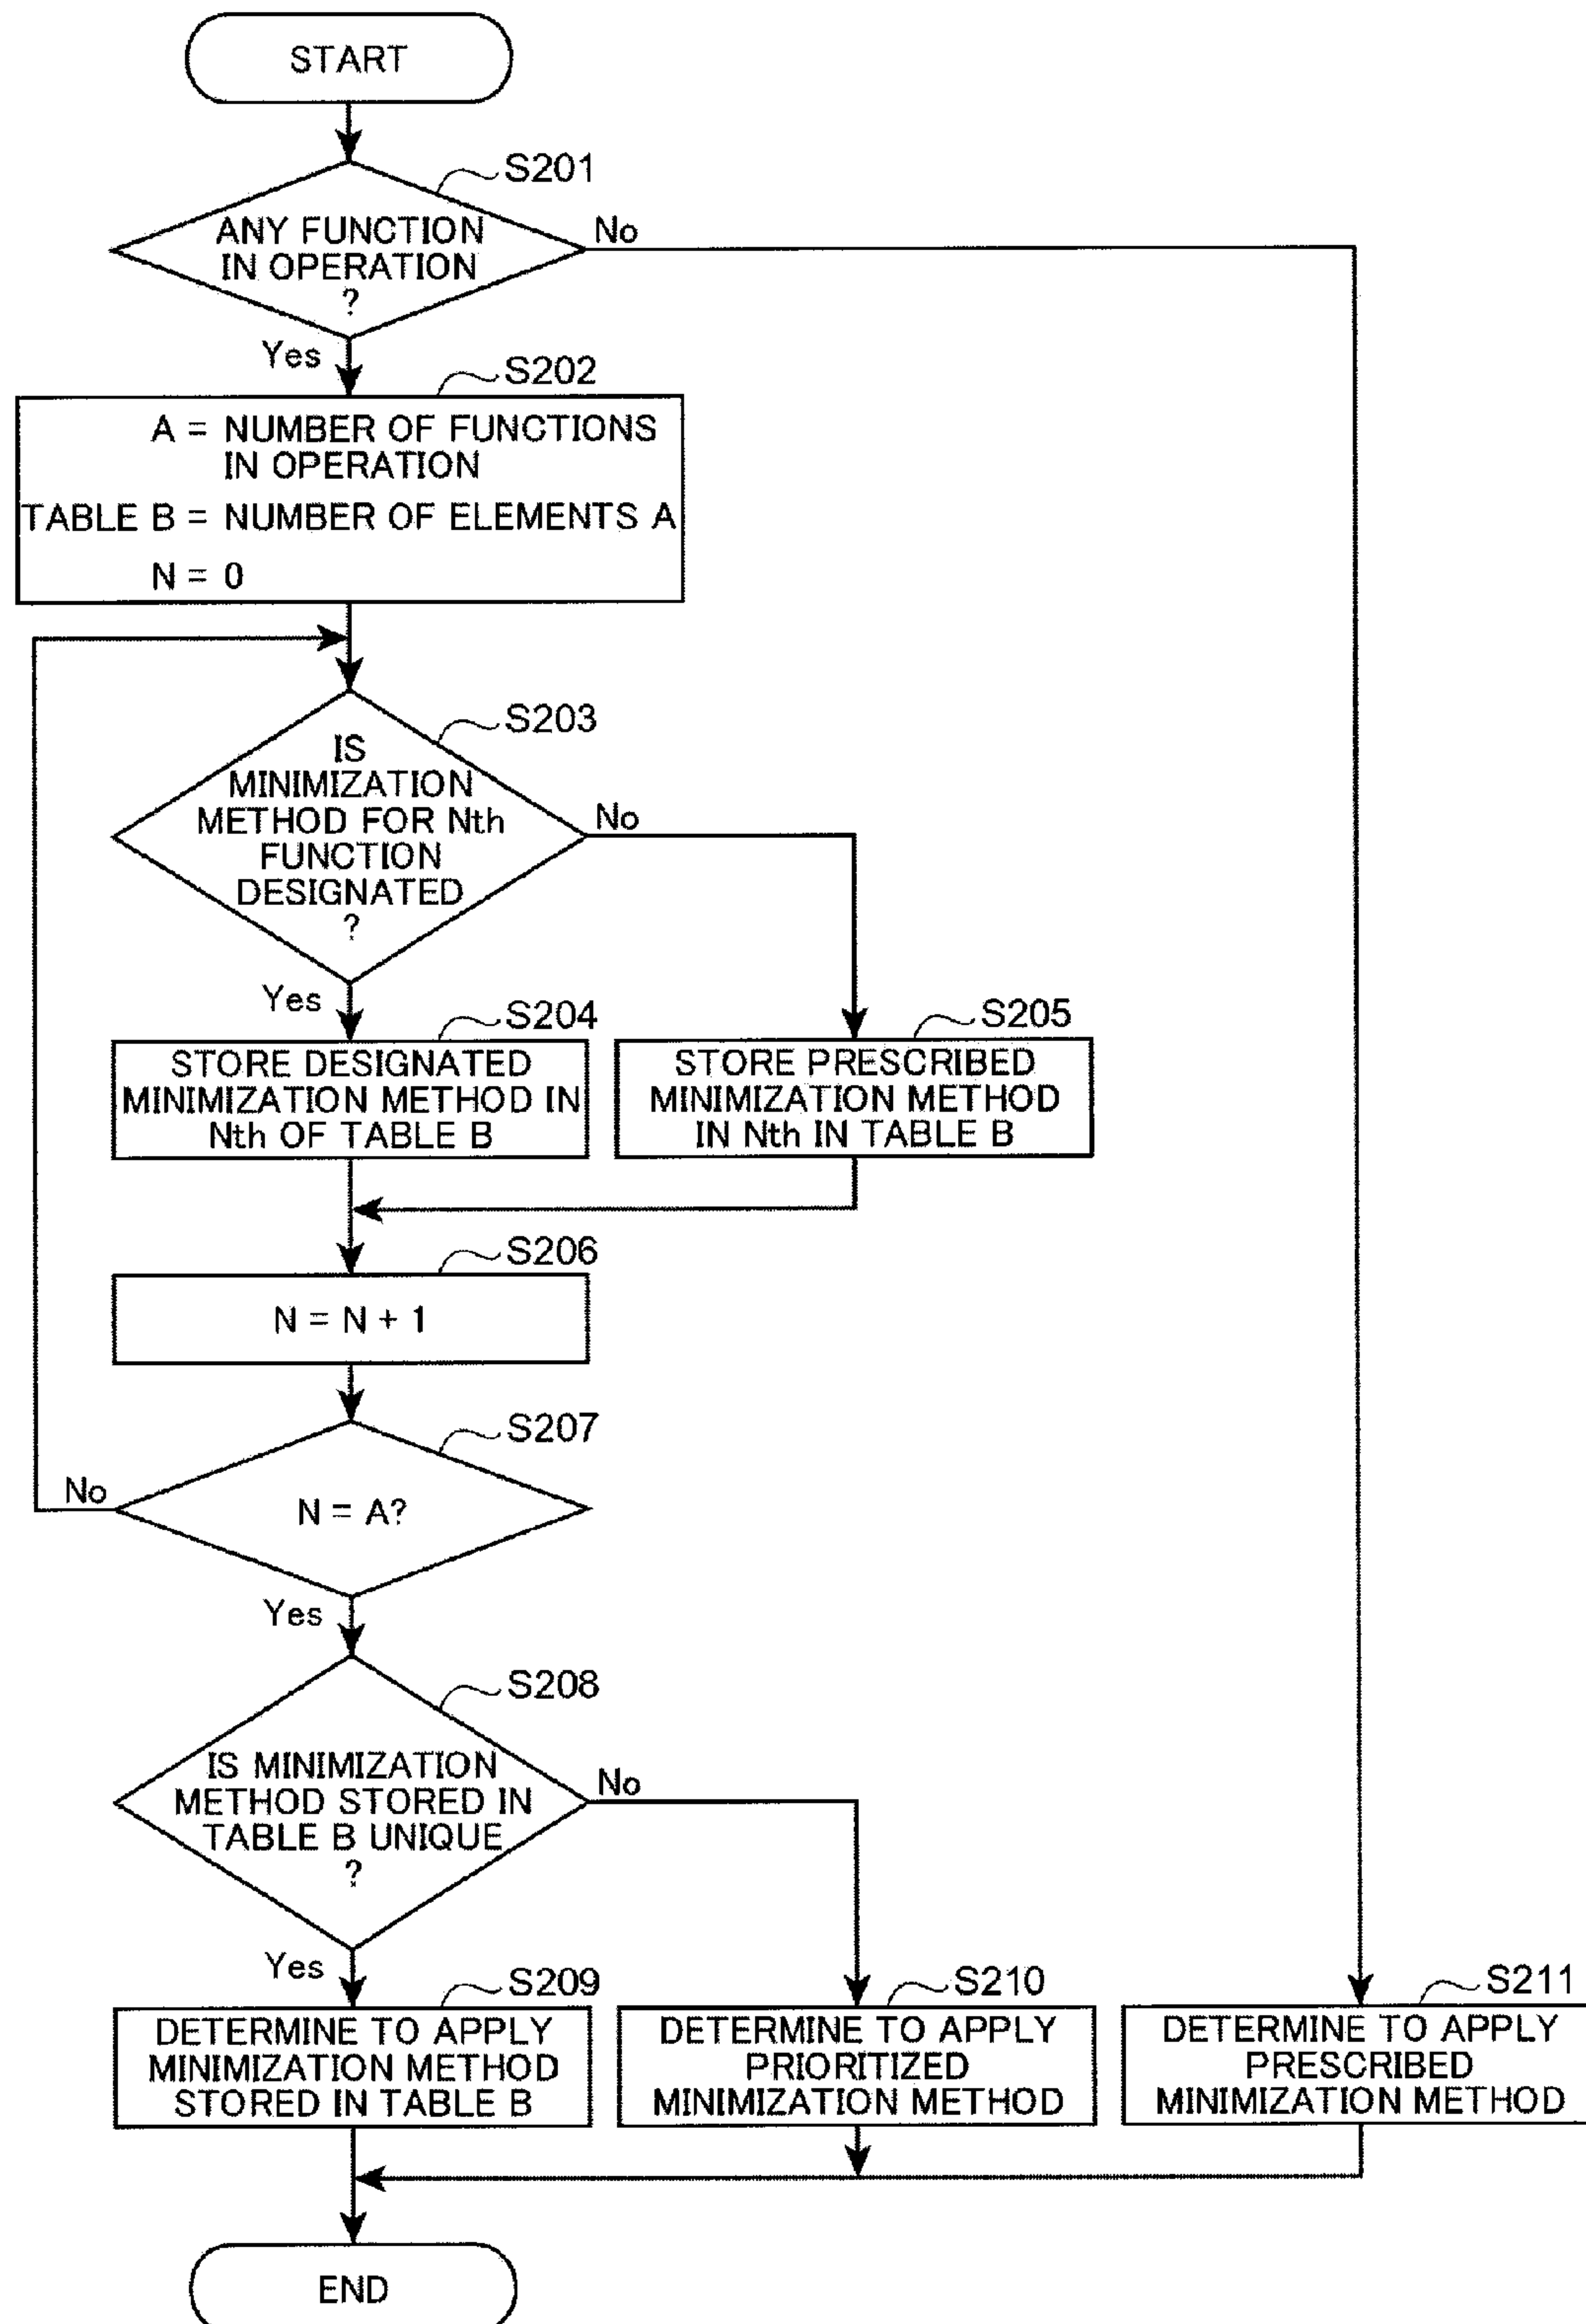 START
S201
ANY FUNCTION
IN OPERATION
?
No
Yes
S202
A = NUMBER OF FUNCTIONS
IN OPERATION
TABLE B = NUMBER OF ELEMENTS A
N = 0
S203
IS
MINIMIZATION
METHOD FOR Nth
FUNCTION
DESIGNATED
?
No
Yes
S204
STORE DESIGNATED
MINIMIZATION METHOD IN
Nth OF TABLE B
S205
STORE PRESCRIBED
MINIMIZATION METHOD
IN Nth IN TABLE B
S206
N = N + 1
S207
N = A?
No
Yes
S208
IS MINIMIZATION
METHOD STORED IN
TABLE B UNIQUE
?
No
Yes
S209
DETERMINE TO APPLY
MINIMIZATION METHOD
STORED IN TABLE B
S210
DETERMINE TO APPLY
PRIORITIZED
MINIMIZATION METHOD
S211
DETERMINE TO APPLY
PRESCRIBED
MINIMIZATION METHOD
END